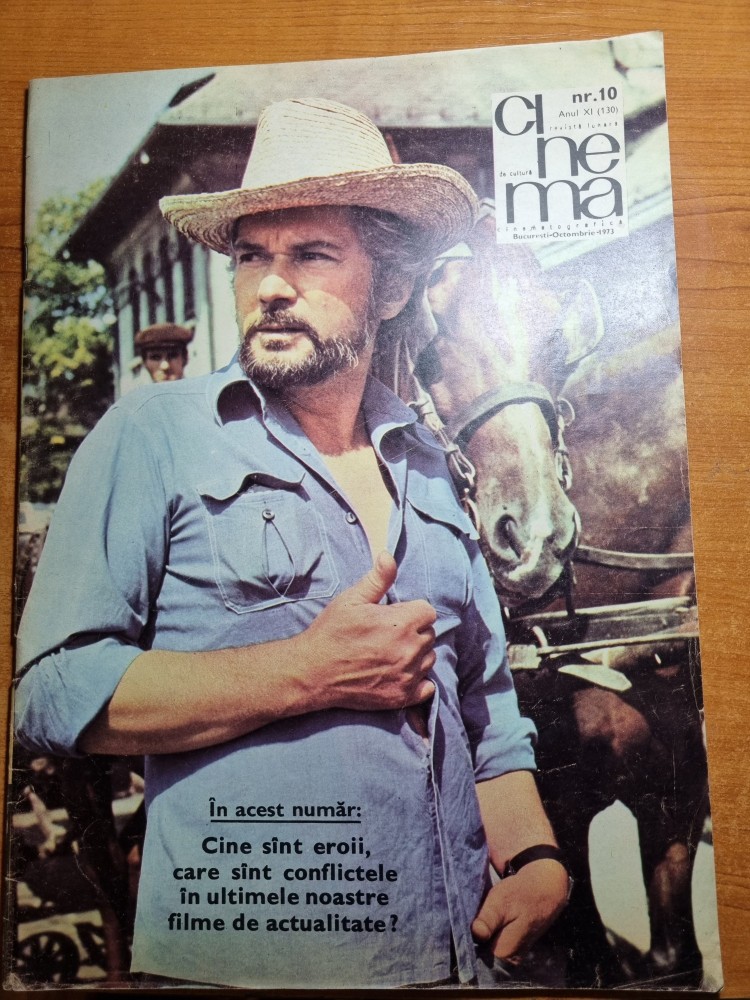 nr.10
Anul XI (130)
revistă lunară
ci
ne
de cultură
ma
cinematografică
București-Octombrie-1973
În acest număr:
Cine sînt eroii,
care sînt conflictele
în ultimele noastre
filme de actualitate?